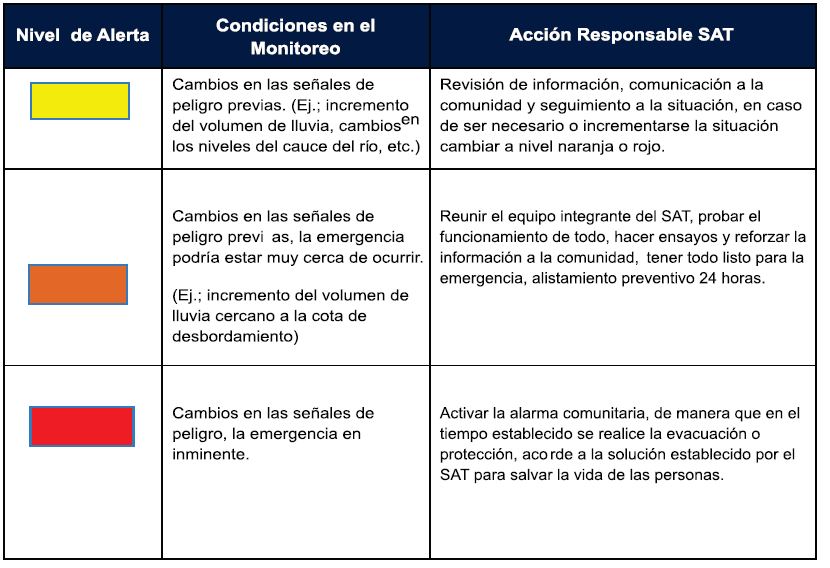 Nivel de Alerta
Condiciones en el
Monitoreo
Acción Responsable SAT
Cambios en las señales de
peligro previas. (Ej.; incremento
del volumen de lluvia, cambios en
los niveles del cauce del río, etc.)
Revisión de información, comunicación a la
comunidad y seguimiento a la situación, en caso
de ser necesario o incrementarse la situación
cambiar a nivel naranja o rojo.
Cambios en las señales de
peligro previ as, la emergencia
podría estar muy cerca de ocurrir.
(Ej.; incremento del volumen de
lluvia cercano a la cota de
desbordamiento)
Reunir el equipo integrante del SAT, probar el
funcionamiento de todo, hacer ensayos y reforzar la
información a la comunidad, tener todo listo para la
emergencia, alistamiento preventivo 24 horas.
Cambios en las señales de
peligro, la emergencia en
inminente.
Activar la alarma comunitaria, de manera que en el
tiempo establecido se realice la evacuación o
protección, acorde a la solución establecido por el
SAT para salvar la vida de las personas.